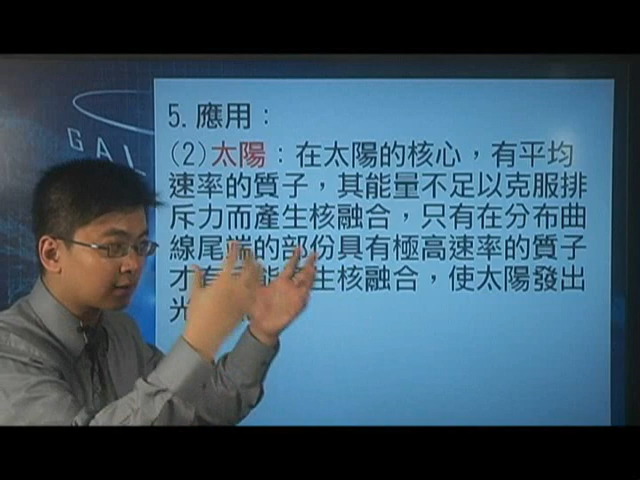 GAL
5. 應用：
(2)太陽：在太陽的核心，有平均
速率的質子，其能量不足以克服排
斥力而產生核融合，只有在分布曲
線尾端的部份具有極高速率的質子
才有 能 生核融合，使太陽發出
光